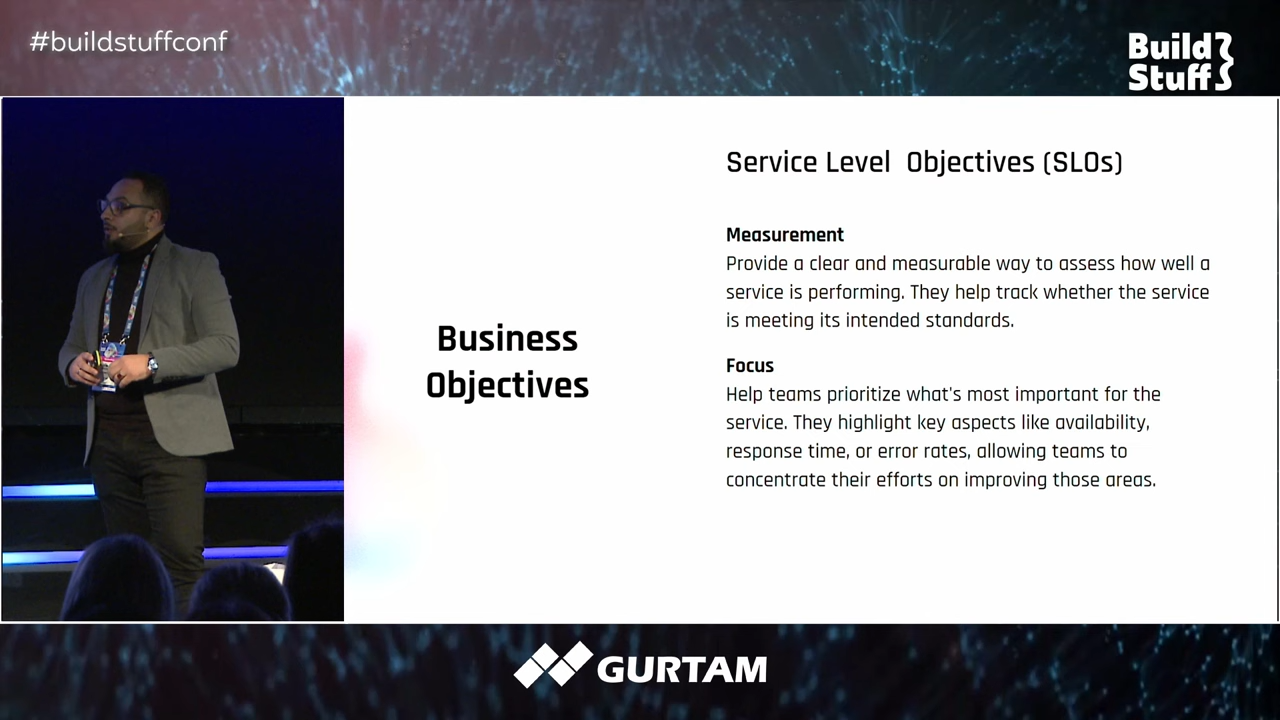 #buildstuffconf
Build
Stuff
Business
Objectives
Service Level  Objectives (SLOs)
Measurement
Provide a clear and measurable way to assess how well a
service is performing. They help track whether the service
is meeting its intended standards.
Focus
Help teams prioritize what's most important for the
service. They highlight key aspects like availability,
response time, or error rates, allowing teams to
concentrate their efforts on improving those areas.
GURTAM